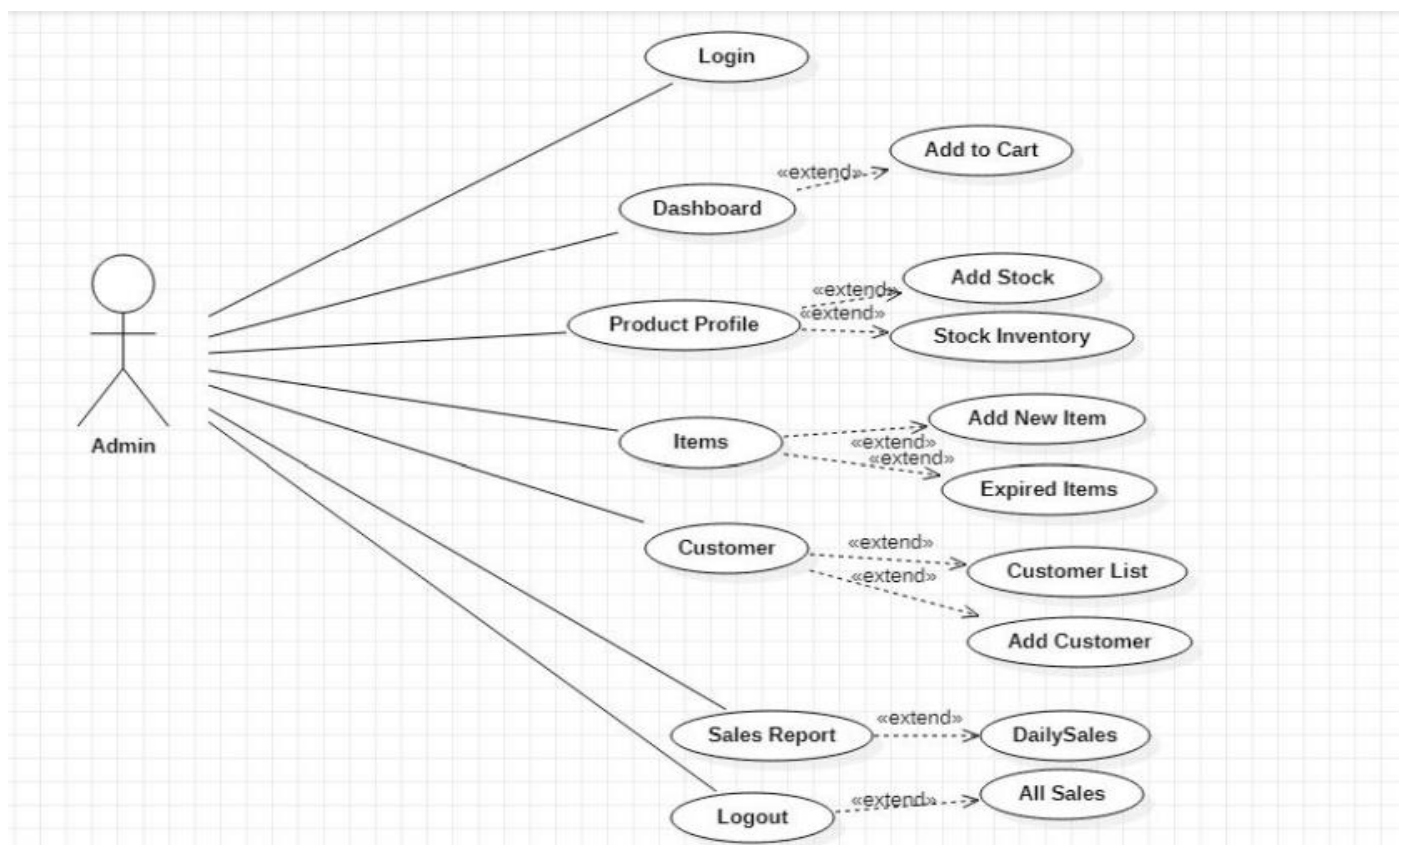 Login
Add to Cart
«extend»
Dashboard
Add Stock
«extend»
«extend»
Product Profile
Stock Inventory
Add New Item
Items
«extend»
«extend»
Admin
Expired Items
«extend»
Customer
Customer List
«extend»
Add Customer
«extend»
Sales Report
DailySales
All Sales
«extend»
Logout